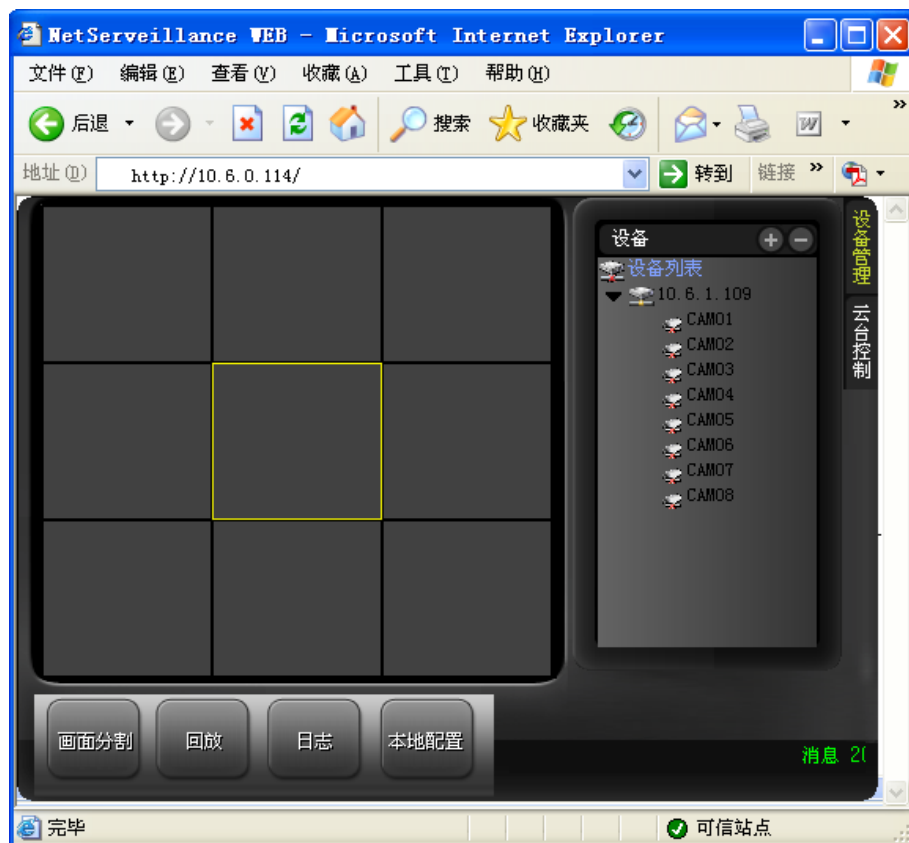 NetServeillance WEB - Microsoft Internet Explorer
文件(F) 编辑(E) 查看(V) 收藏(A) 工具(T) 帮助(H)
后退 搜索 收藏夹 W »
地址(D) http://10.6.0.114/ 转到 链接 »
设备
设备管理
设备列表
10.6.1.109
云台控制
CAM01
CAM02
CAM03
CAM04
CAM05
CAM06
CAM07
CAM08
画面分割 回放 日志 本地配置
消息 2(
完毕 可信站点